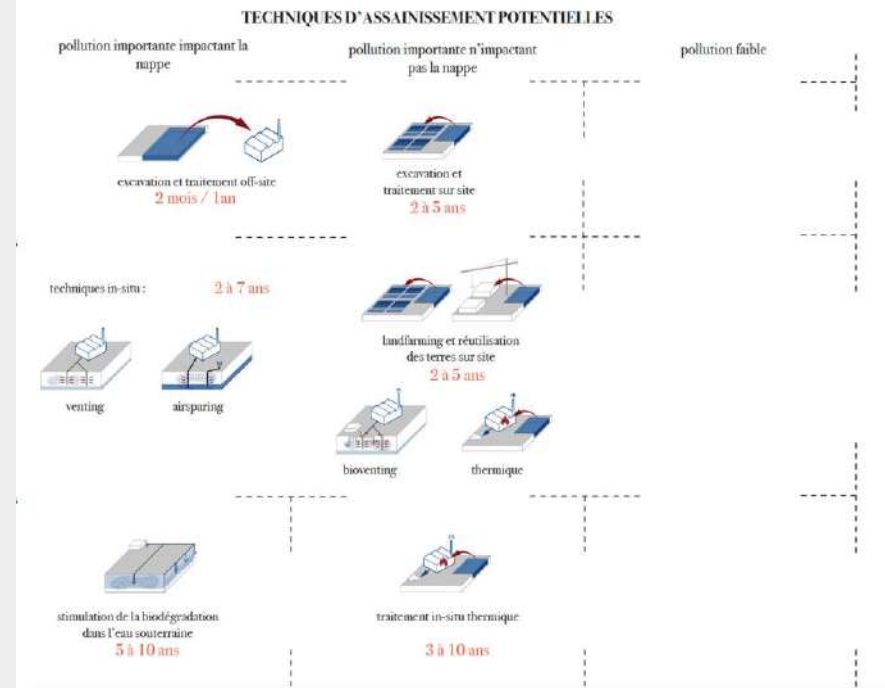 TECHNIQUES D'ASSAINISSEMENT POTENTIELLES
pollution importante impactant la
nappe
pollution importante n'impactant
pas la nappe
pollution faible
excavation et traitement off-site
2 mois / 1an
excavation et
traitement sur site
2 à 5 ans
techniques in-situ : 2 à 7 ans
venting
airsparing
landfarming et réutilisation
des terres sur site
2 à 5 ans
bioventing
thermique
stimulation de la biodégradation
dans l'eau souterraine
5 à 10 ans
traitement in-situ thermique
3 à 10 ans